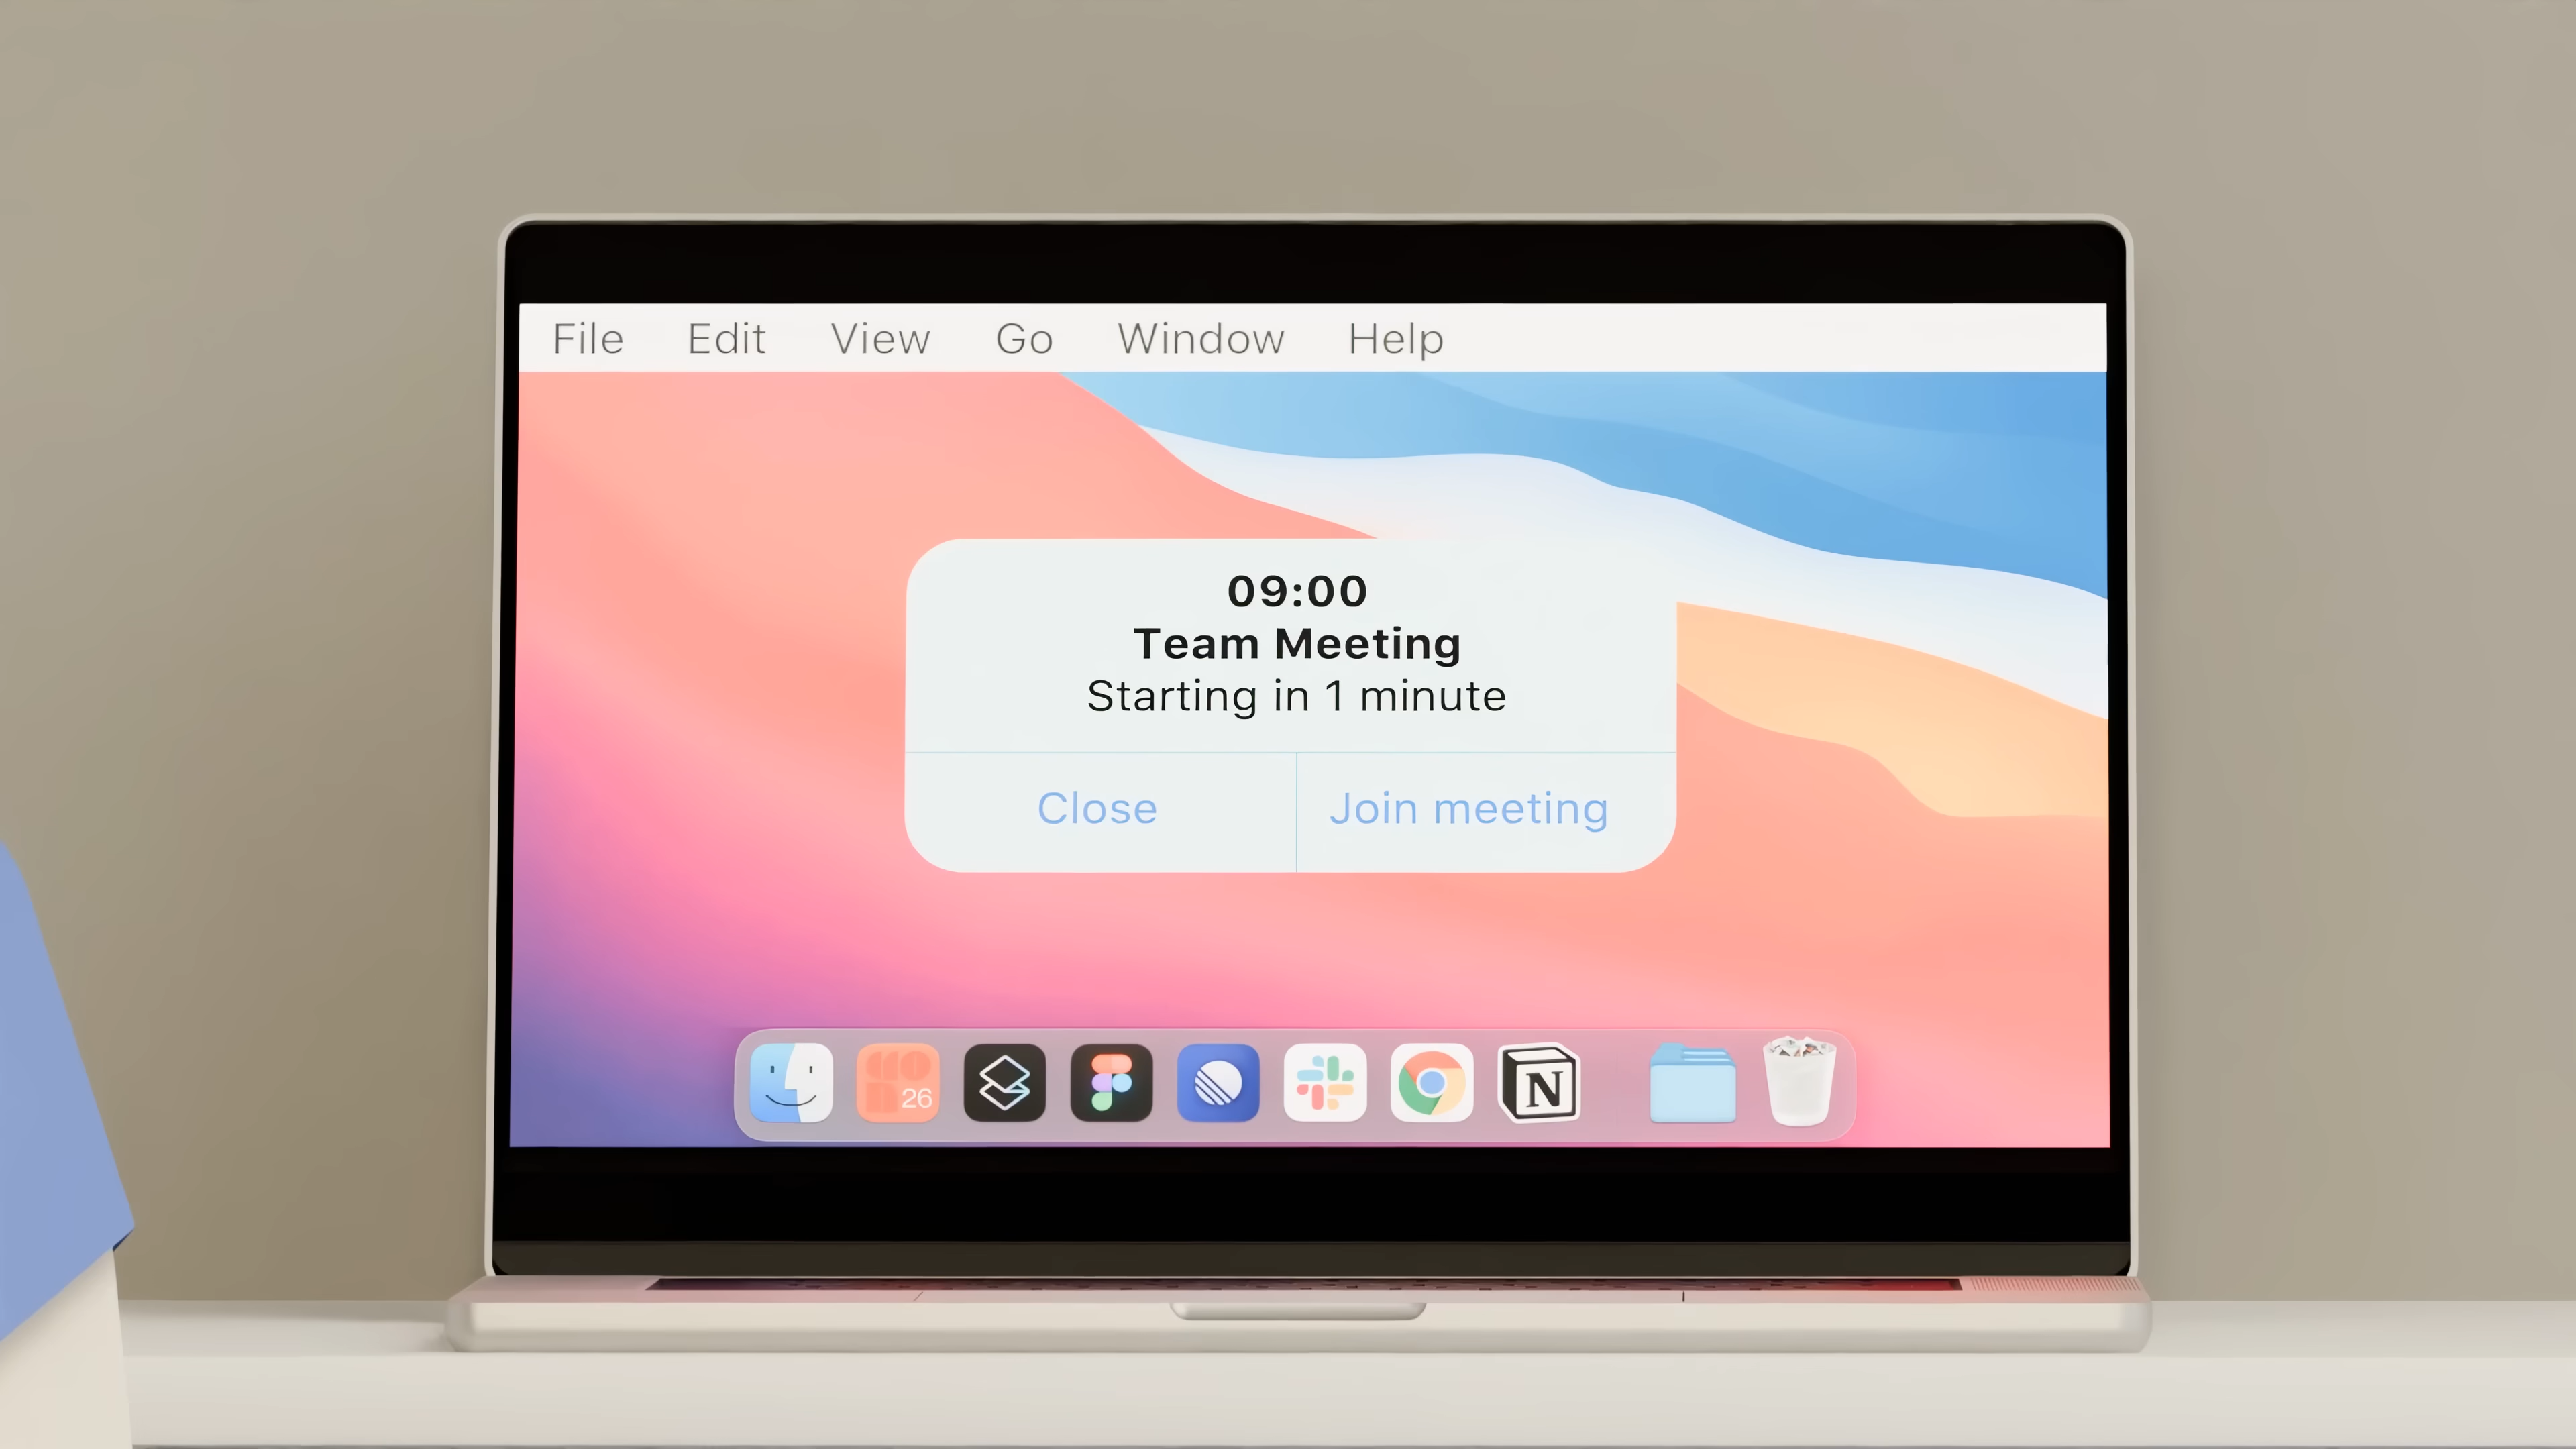 File Edit View Go Window Help
09:00
Team Meeting
Starting in 1 minute
Close Join meeting
26
N